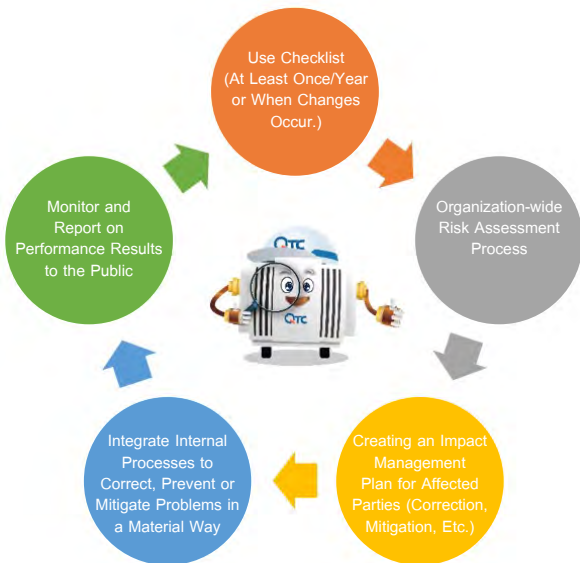 Use Checklist
(At Least Once/Year
or When Changes
Occur.)
Organization-wide
Risk Assessment
Process
Creating an Impact
Management
Plan for Affected
Parties (Correction,
Mitigation, Etc.)
Integrate Internal
Processes to
Correct, Prevent or
Mitigate Problems in
a Material Way
Monitor and
Report on
Performance Results
to the Public
QTC
QTC